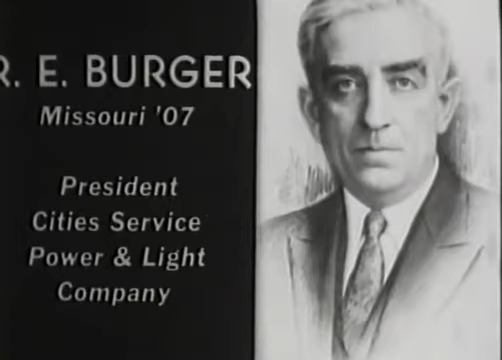 R. E. BURGER
Missouri '07
President
Cities Service
Power & Light
Company